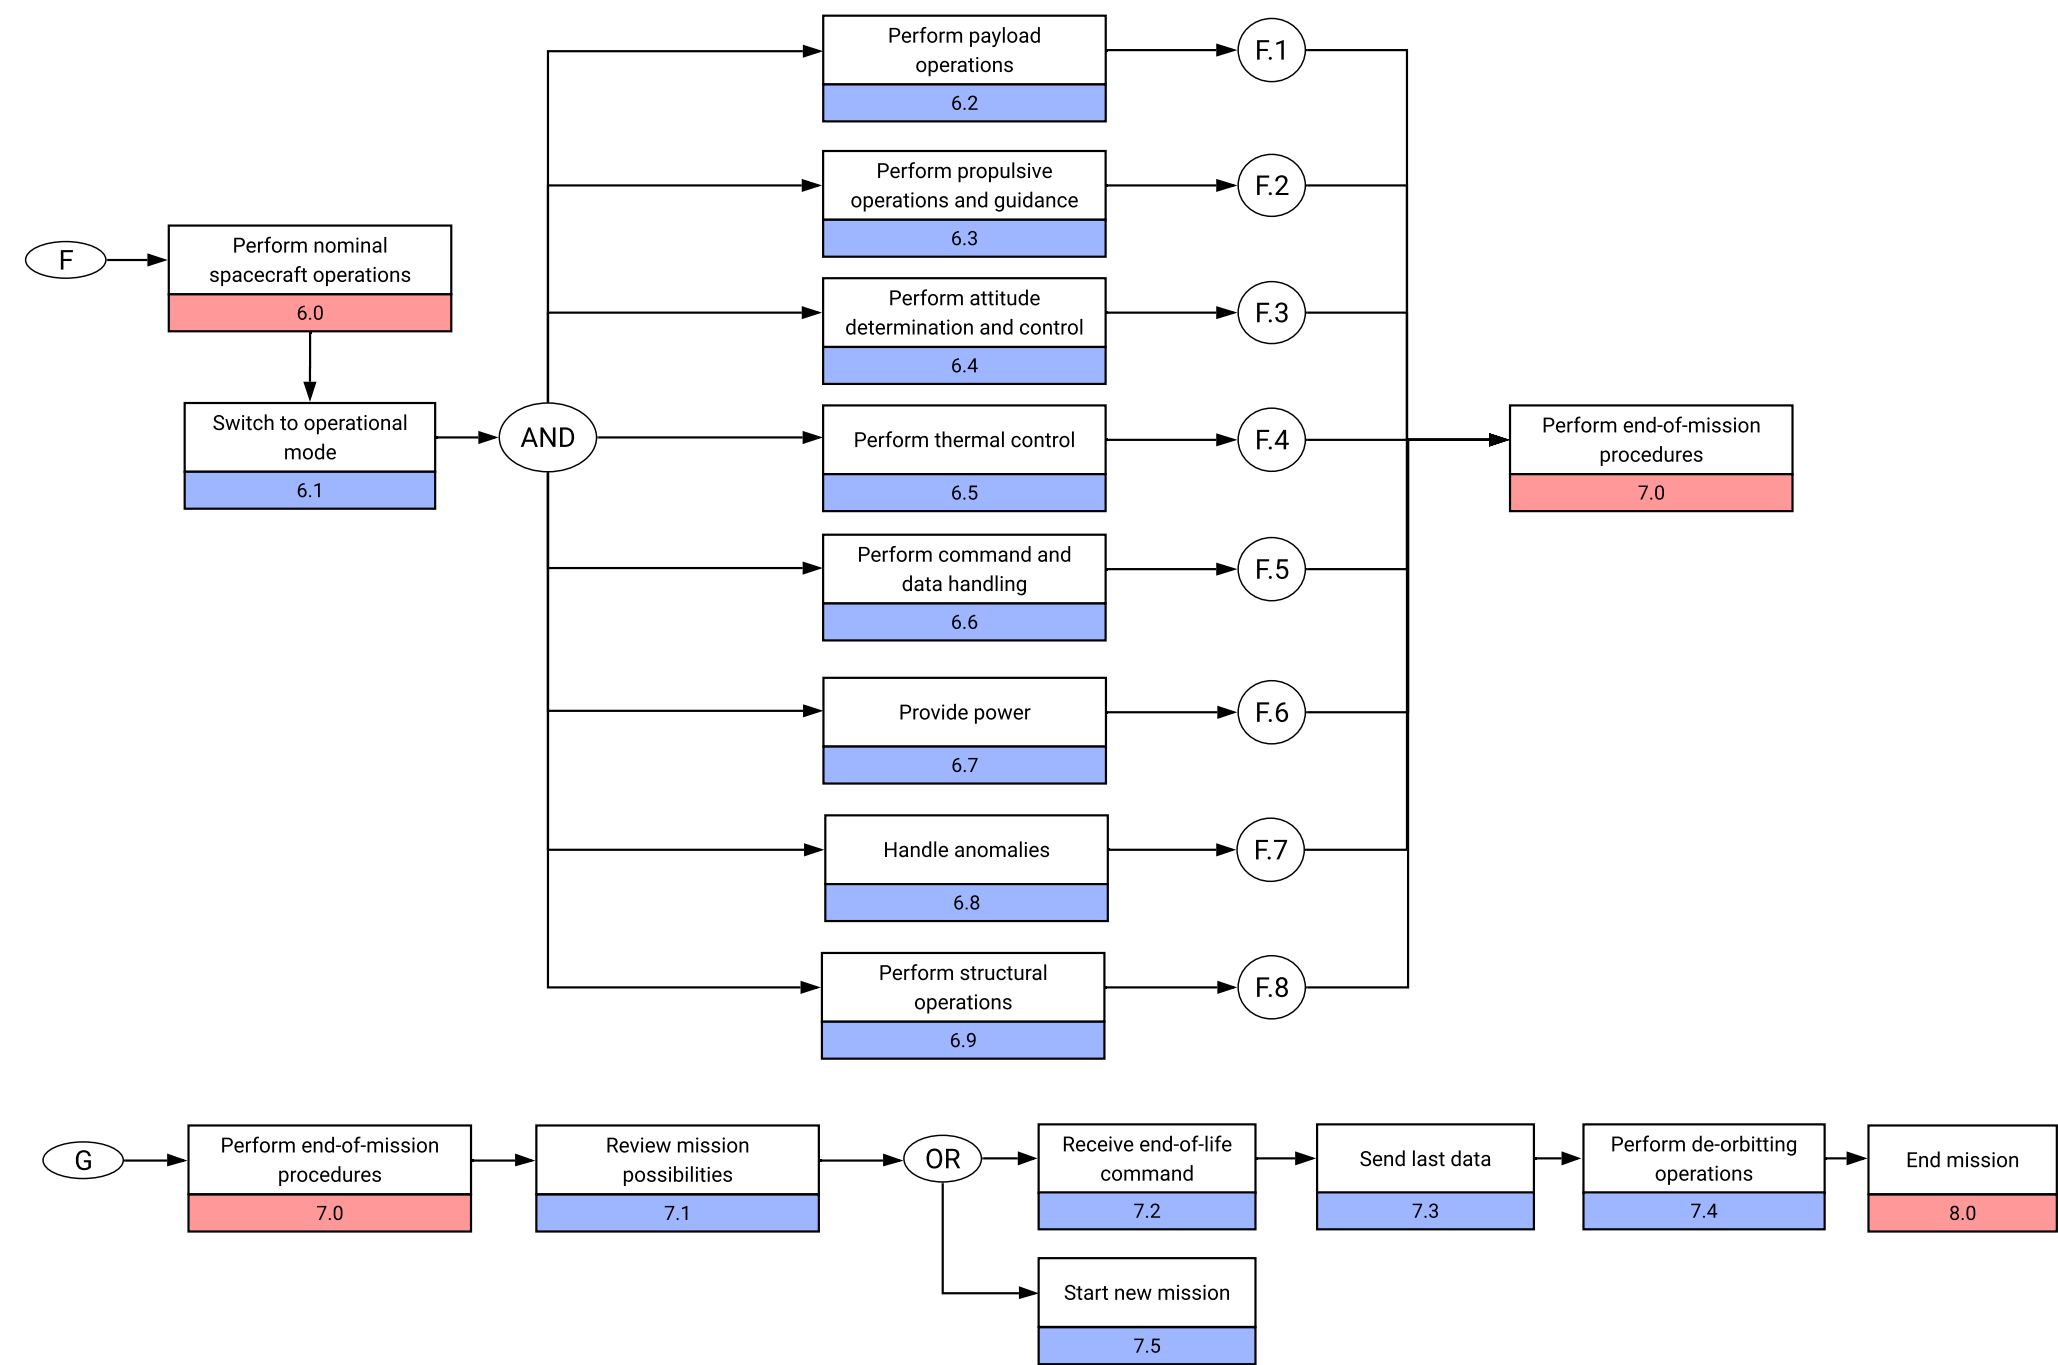 Perform payload
operations
6.2
F.1
Perform propulsive
operations and guidance
6.3
F.2
F
Perform nominal
spacecraft operations
6.0
Perform attitude
determination and control
6.4
F.3
Switch to operational
mode
6.1
AND
Perform thermal control
6.5
F.4
Perform end-of-mission
procedures
7.0
Perform command and
data handling
6.6
F.5
Provide power
6.7
F.6
Handle anomalies
6.8
F.7
Perform structural
operations
6.9
F.8
G
Perform end-of-mission
procedures
7.0
Review mission
possibilities
7.1
OR
Receive end-of-life
command
7.2
Send last data
7.3
Perform de-orbitting
operations
7.4
End mission
8.0
Start new mission
7.5